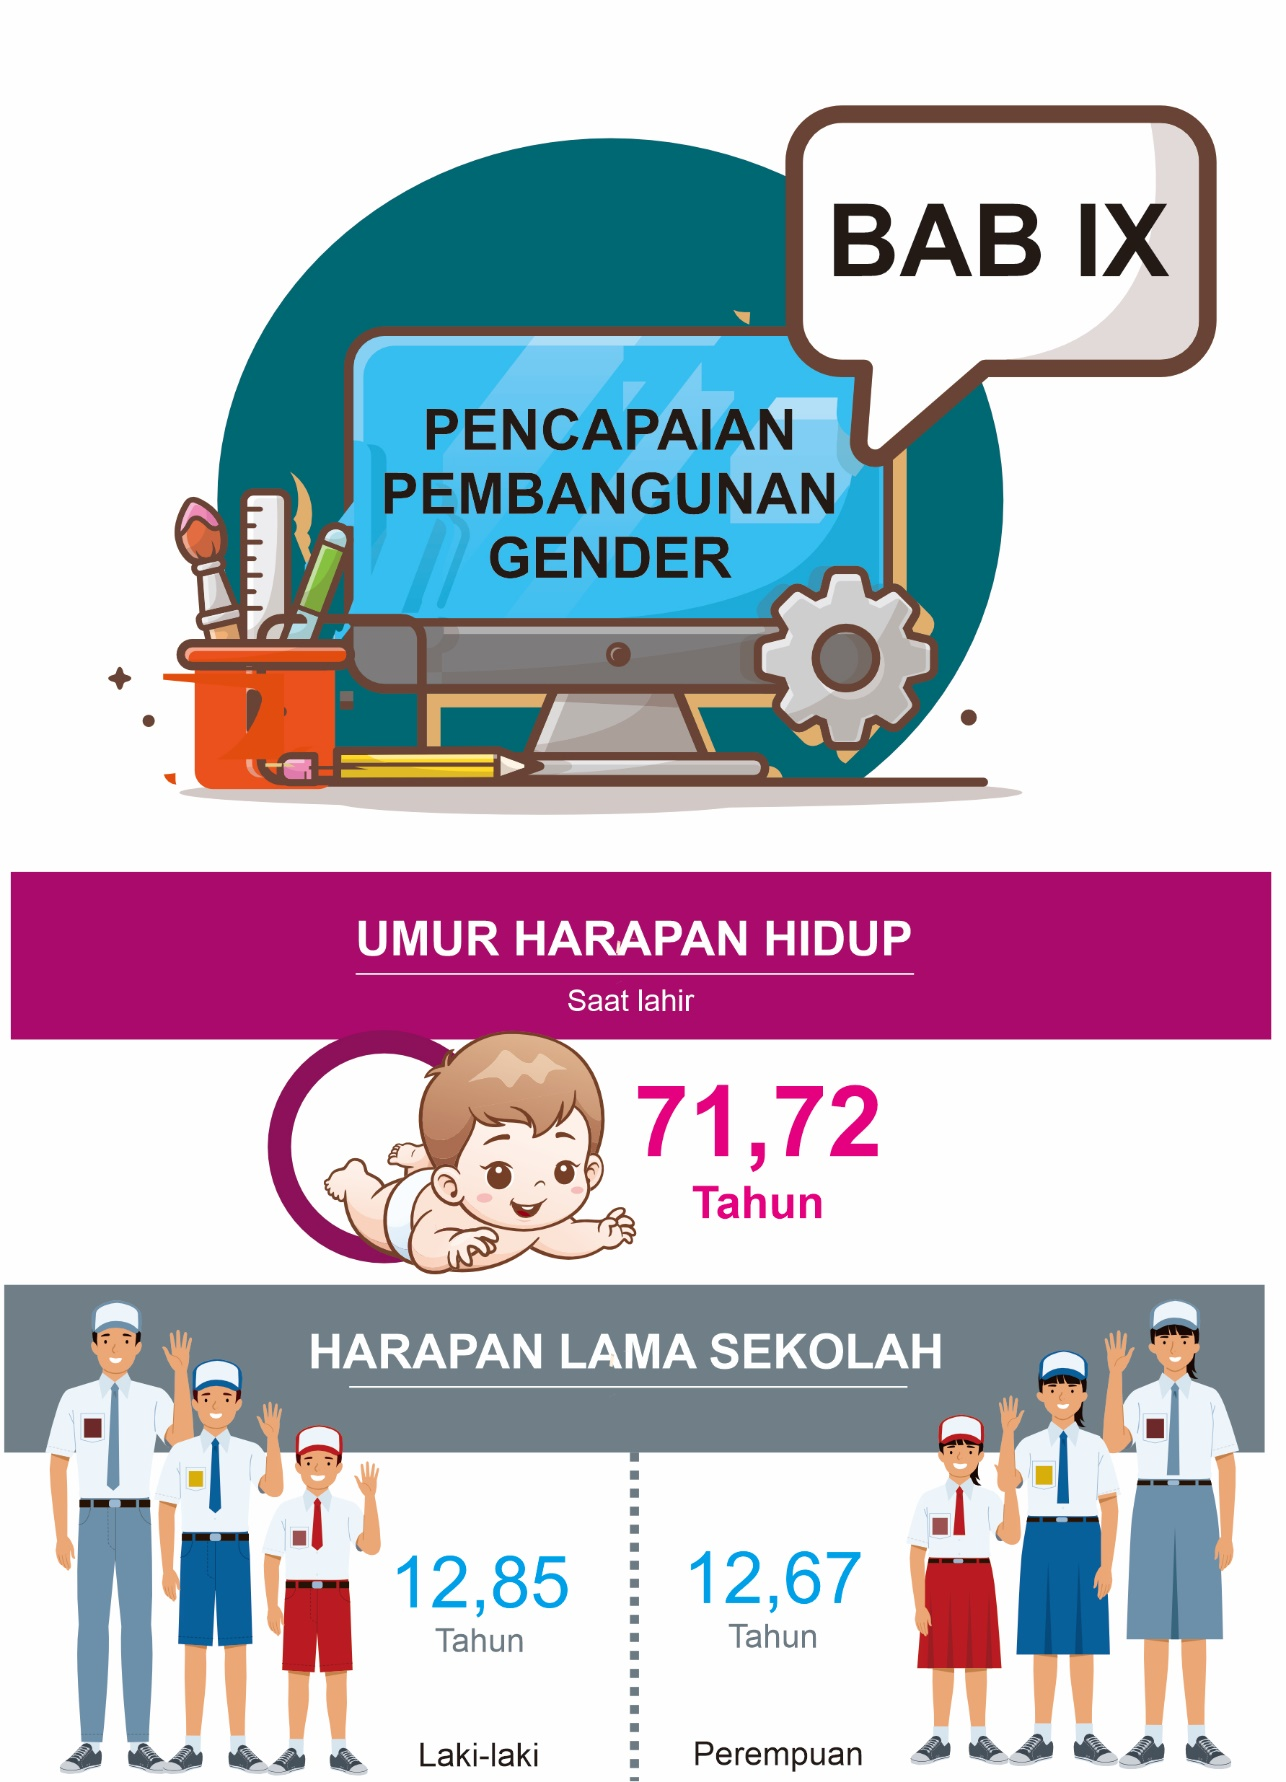 BAB IX
PENCAPAIAN
PEMBANGUNAN
GENDER
UMUR HARAPAN HIDUP
Saat lahir
71,72
Tahun
HARAPAN LAMA SEKOLAH
12,85
Tahun
Laki-laki
12,67
Tahun
Perempuan